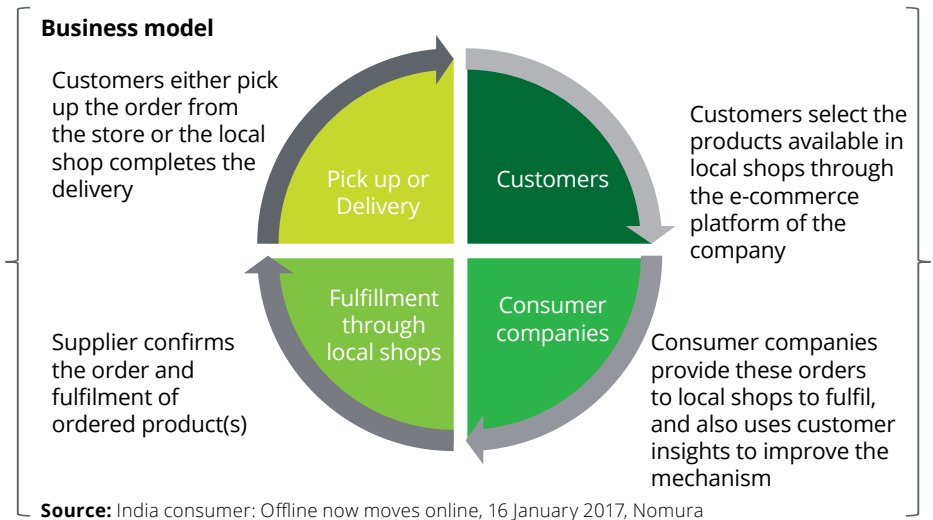 Business model
Customers either pick
up the order from
the store or the local
shop completes the
delivery
Pick up or
Delivery
Customers
Customers select the
products available in
local shops through
the e-commerce
platform of the
company
Fulfillment
through
local shops
Consumer
companies
Supplier confirms
the order and
fulfilment of
ordered product(s)
Consumer companies
provide these orders
to local shops to fulfil,
and also uses customer
insights to improve the
mechanism
Source: India consumer: Offline now moves online, 16 January 2017, Nomura